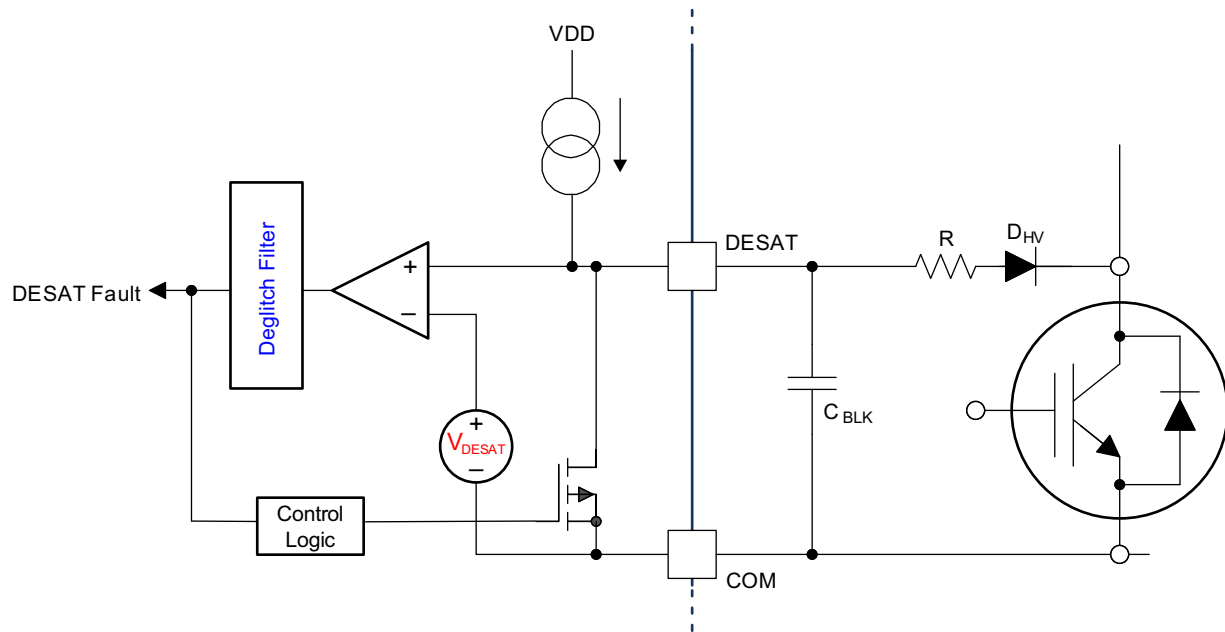 VDD
DESAT
R
DHV
Deglitch Filter
+
−
DESAT Fault
CBLK
+
VDESAT
−
Control
Logic
COM